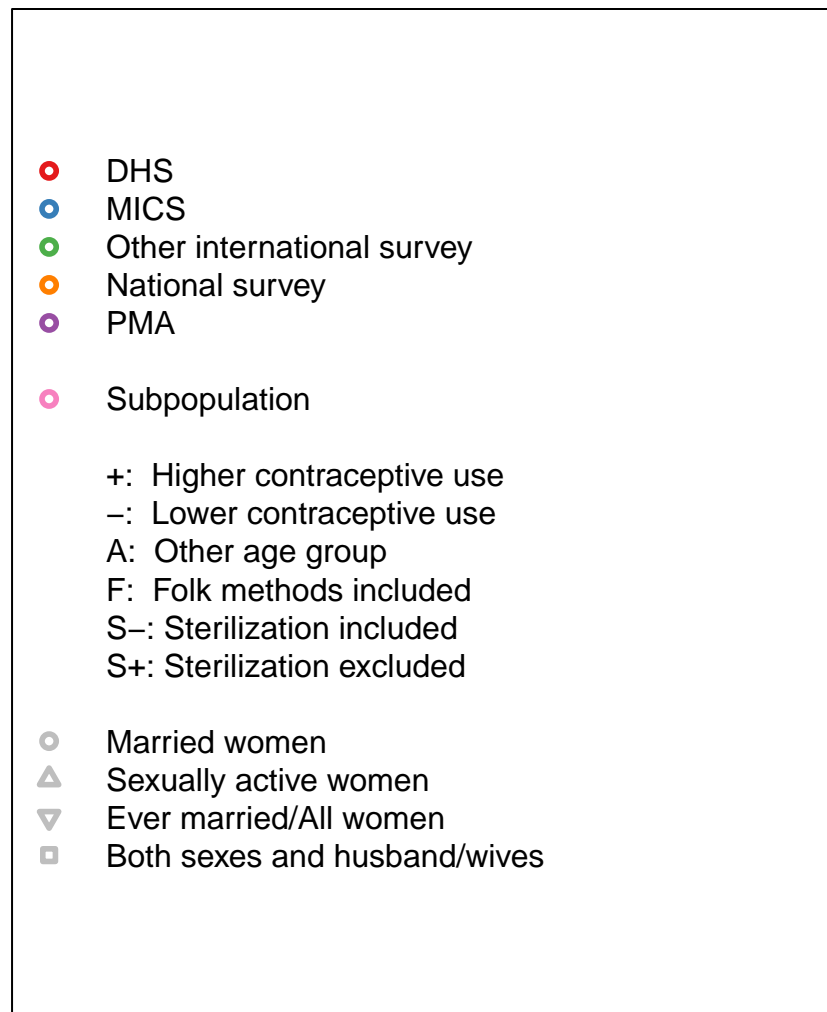 DHS
MICS
Other international survey
National survey
PMA
Subpopulation
+: Higher contraceptive use
−: Lower contraceptive use
A: Other age group
F: Folk methods included
S−: Sterilization included
S+: Sterilization excluded
Married women
Sexually active women
Ever married/All women
Both sexes and husband/wives